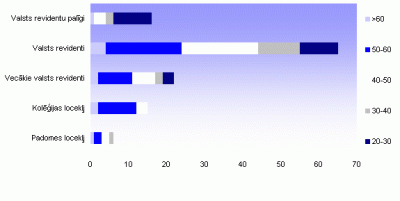 Valsts revidentu palīgi
Valsts revidenti
Vecākie valsts revidenti
Kolēģijas locekļi
Padomes locekļi
0 10 20 30 40 50 60 70
>60
50-60
40-50
30-40
20-30